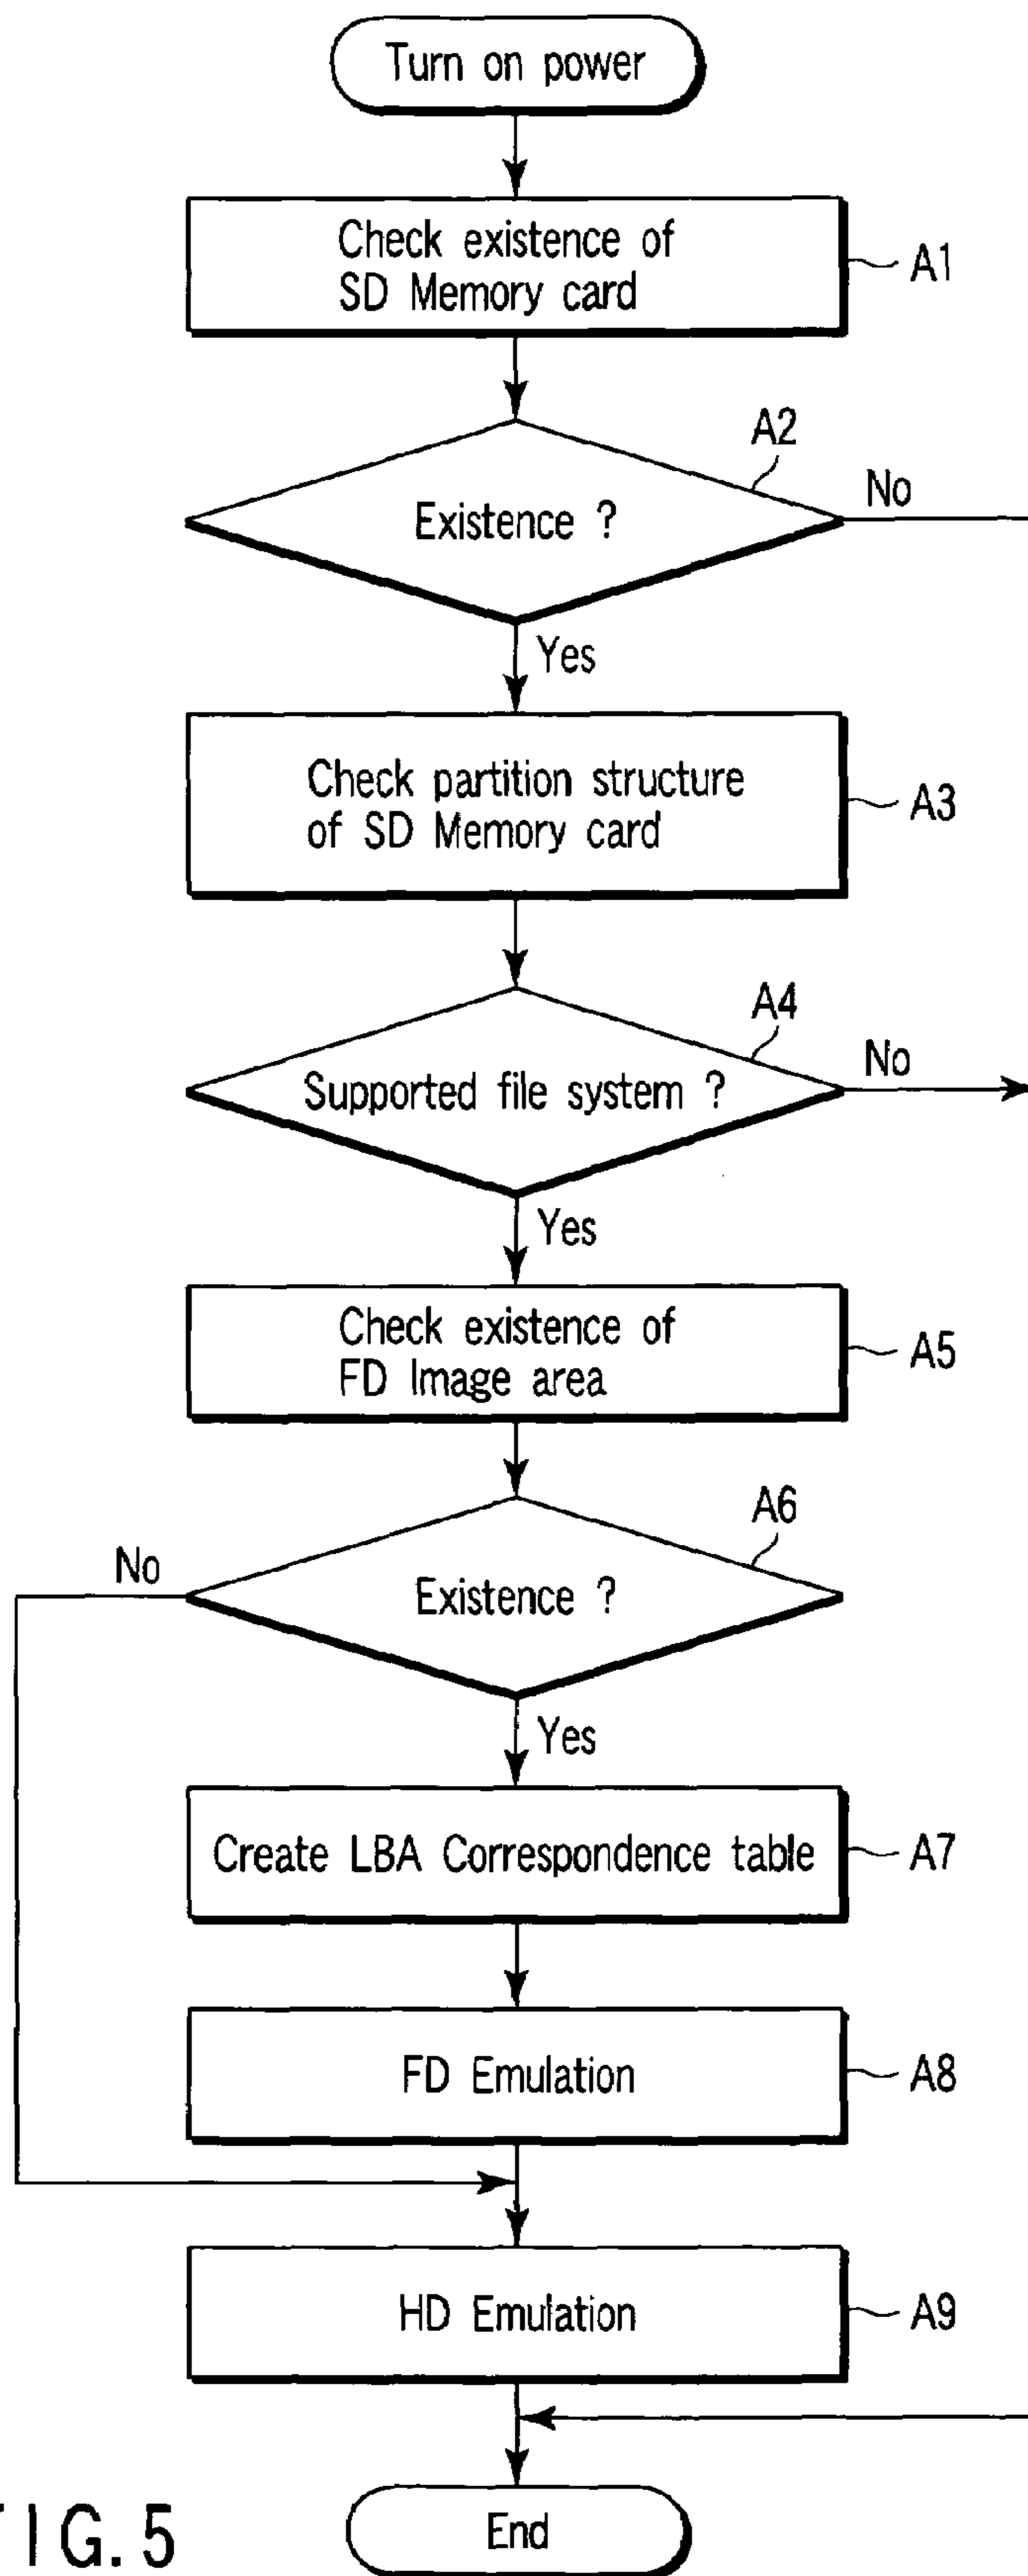 Turn on power
Check existence of
SD Memory card
A1
A2
Existence ?
No
Yes
Check partition structure
of SD Memory card
A3
A4
Supported file system ?
No
Yes
Check existence of
FD Image area
A5
A6
No
Existence ?
Yes
Create LBA Correspondence table
A7
FD Emulation
A8
HD Emulation
A9
End
FIG. 5